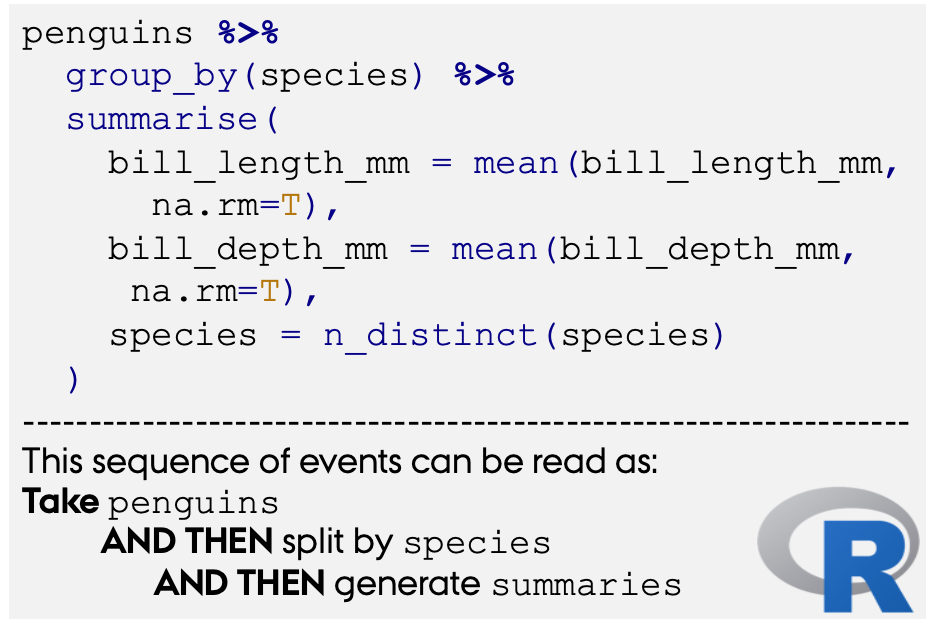 penguins %>%
group_by(species) %>%
summarise(
bill_length_mm = mean(bill_length_mm,
na.rm=T),
bill_depth_mm = mean(bill_depth_mm,
na.rm=T),
species = n_distinct(species)
)
------------------------------------------------------------------
This sequence of events can be read as:
Take penguins
AND THEN split by species
AND THEN generate summaries
R